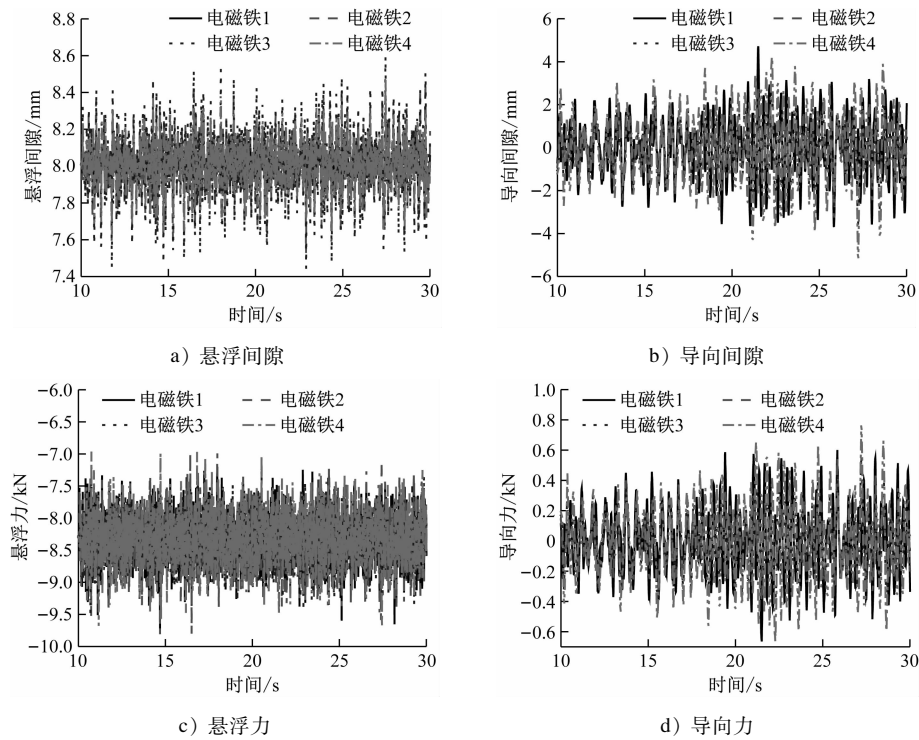 电磁铁1 电磁铁2
电磁铁3 电磁铁4
悬浮间隙/mm
8.8
8.6
8.4
8.2
8.0
7.8
7.6
7.4
10 15 20 25 30
时间/s
a）悬浮间隙
电磁铁1 电磁铁2
电磁铁3 电磁铁4
导向间隙/mm
6
4
2
0
−2
−4
−6
10 15 20 25 30
时间/s
b）导向间隙
电磁铁1 电磁铁2
电磁铁3 电磁铁4
悬浮力/kN
−6.0
−6.5
−7.0
−7.5
−8.0
−8.5
−9.0
−9.5
−10.0
10 15 20 25 30
时间/s
c）悬浮力
电磁铁1 电磁铁2
电磁铁3 电磁铁4
导向力/kN
1.0
0.8
0.6
0.4
0.2
0
−0.2
−0.4
−0.6
10 15 20 25 30
时间/s
d）导向力